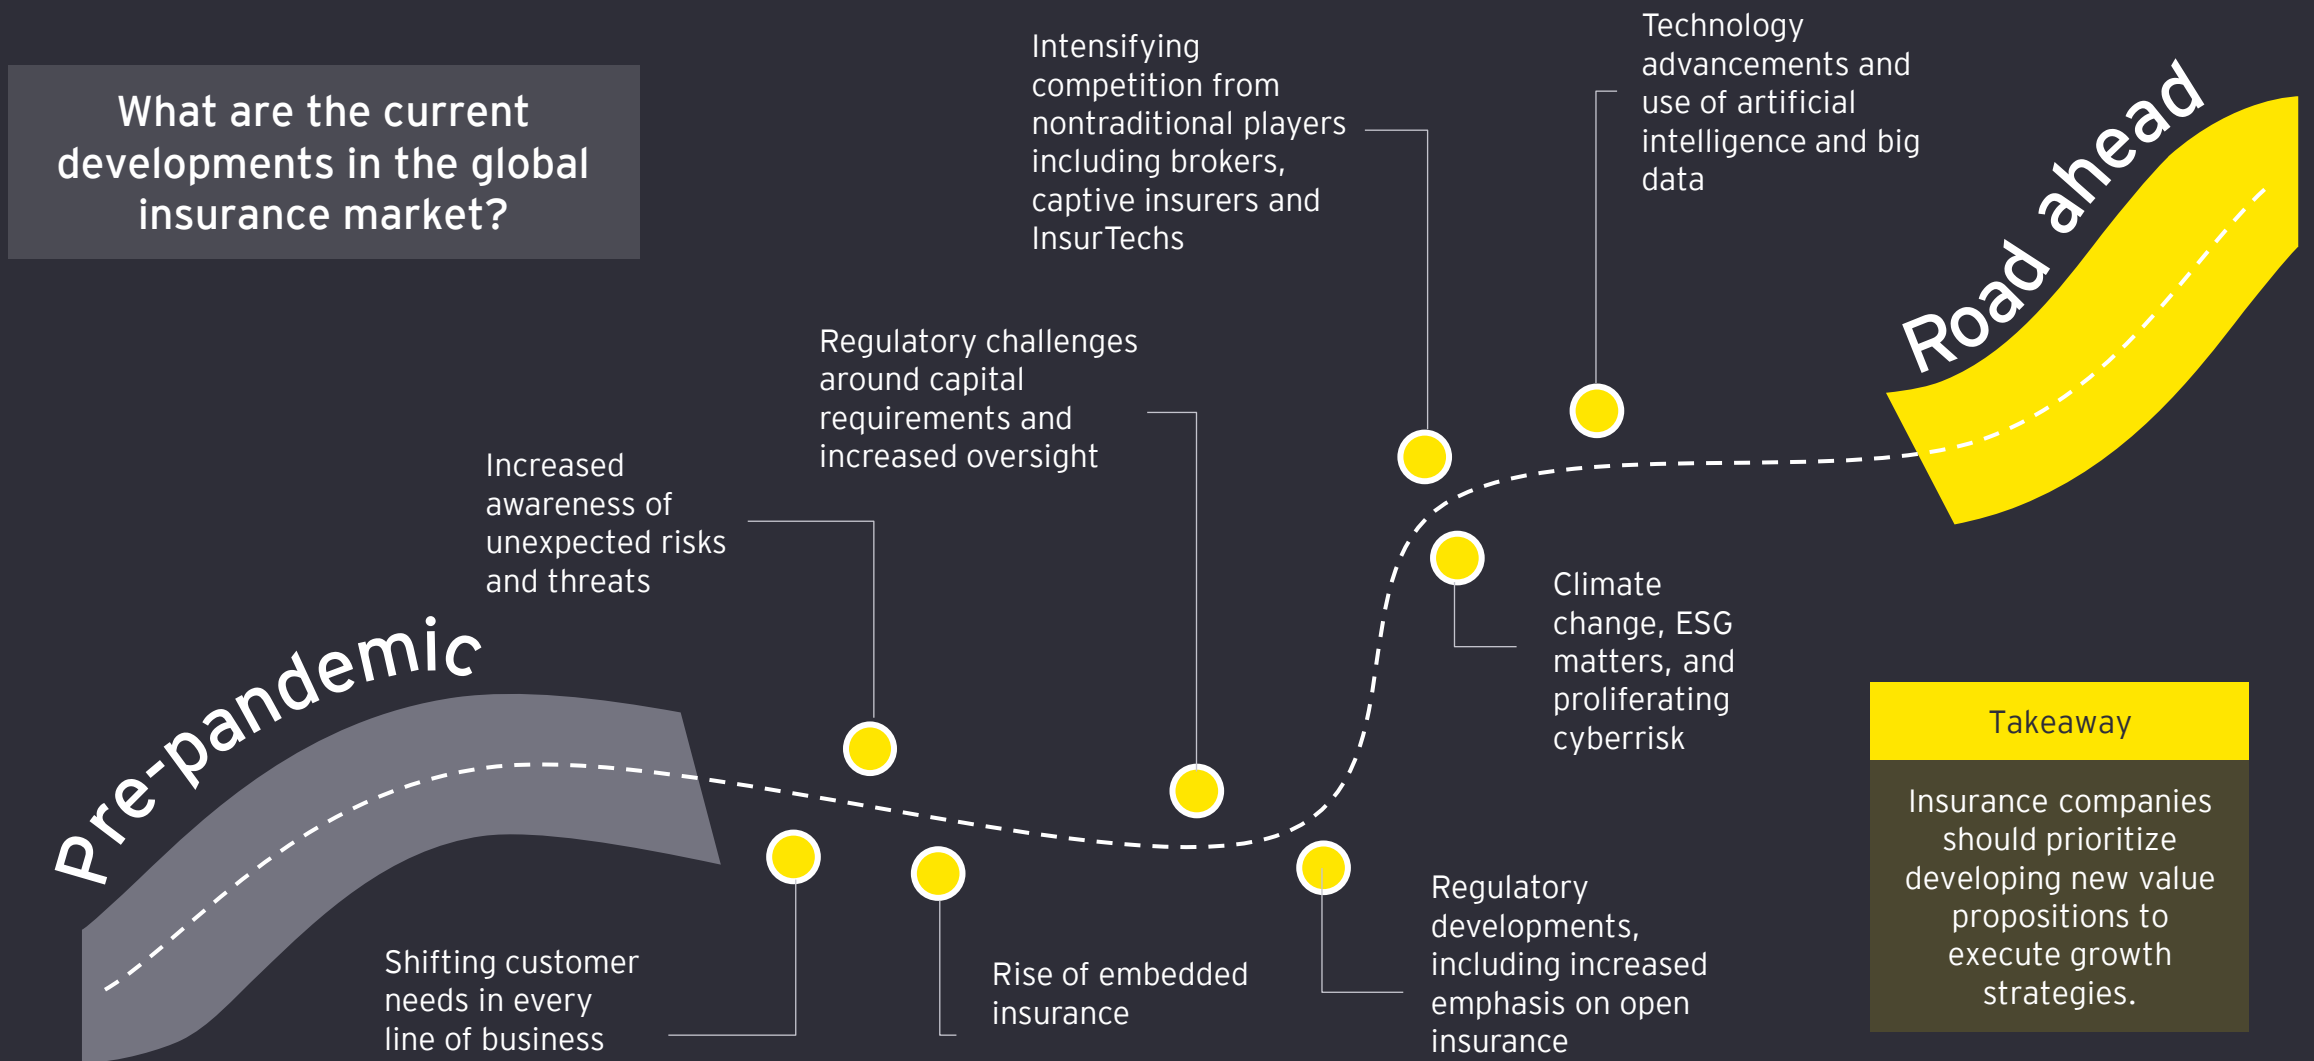 What are the current
developments in the global
insurance market?
Intensifying
competition from
nontraditional players
including brokers,
captive insurers and
InsurTechs
Technology
advancements and
use of artificial
intelligence and big
data
Road ahead
Regulatory challenges
around capital
requirements and
increased oversight
Increased
awareness of
unexpected risks
and threats
Pre-pandemic
Climate
change, ESG
matters, and
proliferating
cyberrisk
Shifting customer
needs in every
line of business
Rise of embedded
insurance
Regulatory
developments,
including increased
emphasis on open
insurance
Takeaway
Insurance companies
should prioritize
developing new value
propositions to
execute growth
strategies.